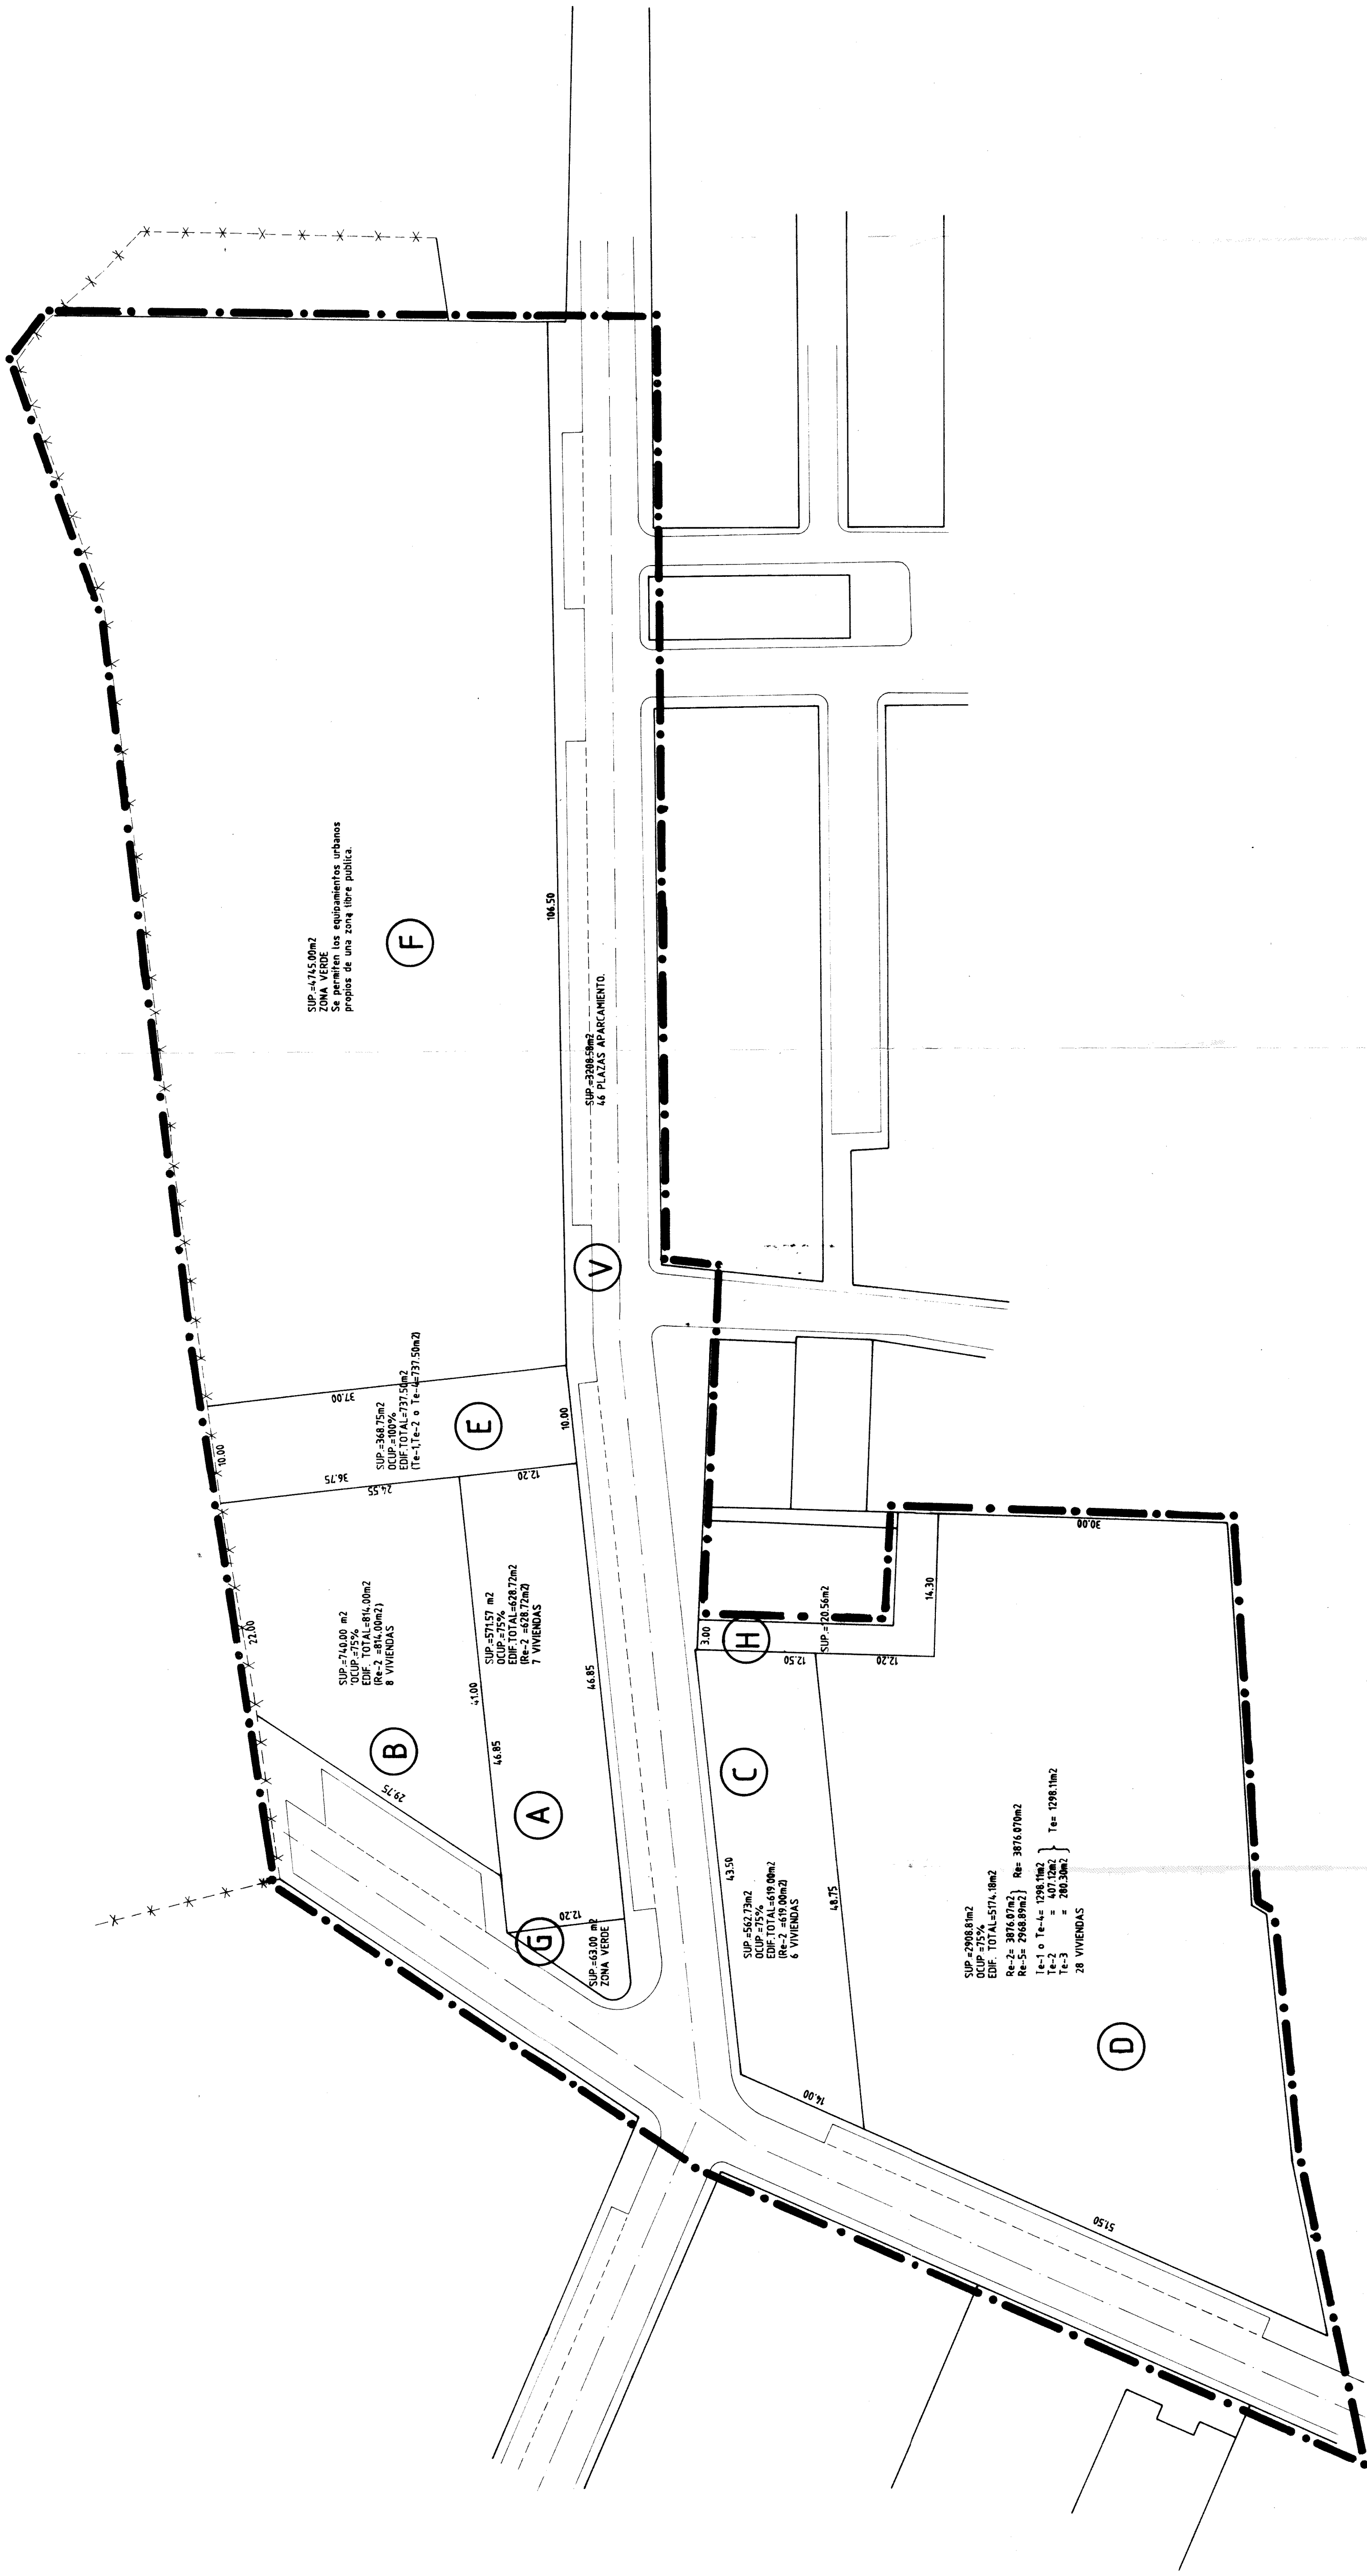 SUP.=4745.00m2
ZONA VERDE
Se permiten los equipamientos urbanos
propios de una zona libre publica.
F
106.50
SUP.=3208.58m2
46 PLAZAS APARCAMIENTO.
V
37.00
10.00
SUP.=368.75m2
OCUP.=100%
EDIF.TOTAL=737.50m2
(Te-1,Te-2 o Te-4=737.50m2)
E
10.00
36.75
24.55
12.20
22.00
SUP.=740.00 m2
OCUP.=75%
EDIF. TOTAL=814.00m2
(Re-2 =814.00m2)
8 VIVIENDAS
B
29.75
41.00
46.85
SUP.=571.57 m2
OCUP.=75%
EDIF.TOTAL=628.72m2
(Re-2 =628.72m2)
7 VIVIENDAS
A
46.85
12.20
G
SUP.=63.00 m2
ZONA VERDE
3.00
H
SUP.=120.56m2
12.50
12.20
14.30
30.00
C
43.50
SUP.=562.73m2
OCUP.=75%
EDIF.TOTAL=619.00m2
(Re-2 =619.00m2)
6 VIVIENDAS
48.75
14.00
SUP.=2908.81m2
OCUP.=75%
EDIF. TOTAL=5174.18m2
Re-2= 3876.07m2} Re= 3876.070m2
Re-5= 2968.89m2}
Te-1 o Te-4= 1298.11m2
Te-2 = 407.12m2 } Te= 1298.11m2
Te-3 = 280.30m2
28 VIVIENDAS
D
51.50